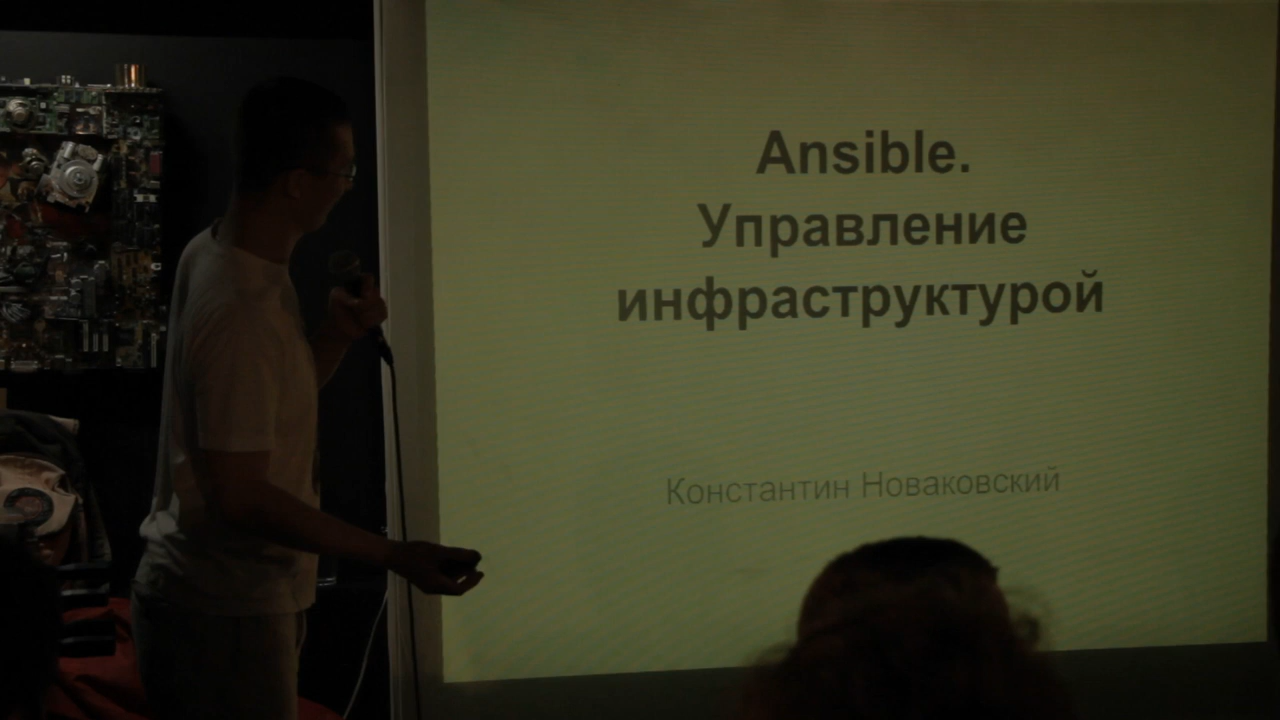 Ansible.
Управление
инфраструктурой
Константин Новаковский